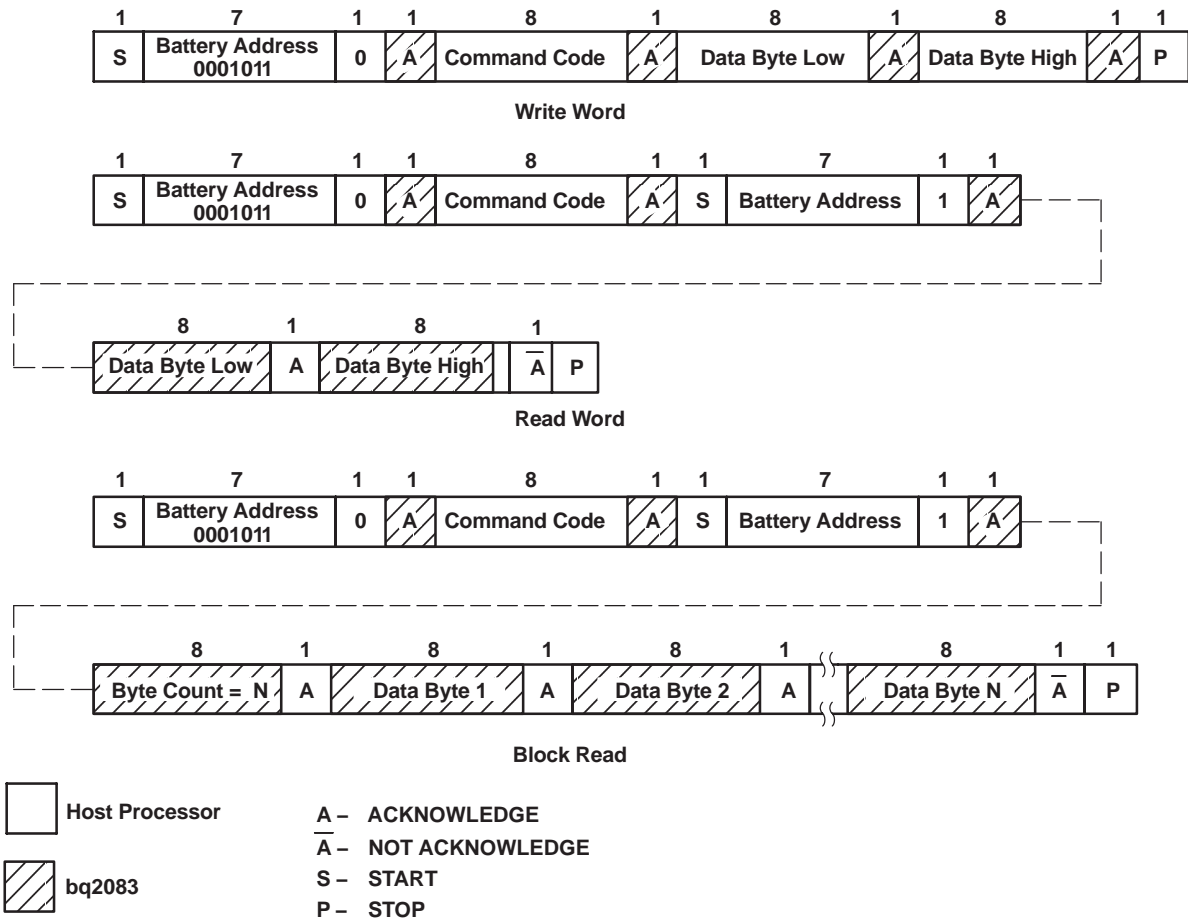 1 7 1 1 8 1 8 1 8 1 1
S Battery Address 0 A Command Code A Data Byte Low A Data Byte High A P
0001011
Write Word
1 7 1 1 8 1 1 7 1 1
S Battery Address 0 A Command Code A S Battery Address 1 A
0001011
8 1 8 1
Data Byte Low A Data Byte High A̅ P
Read Word
1 7 1 1 8 1 1 7 1 1
S Battery Address 0 A Command Code A S Battery Address 1 A
0001011
8 1 8 1 8 1 8 1 1
Byte Count = N A Data Byte 1 A Data Byte 2 A Data Byte N A̅ P
Block Read
Host Processor
bq2083
A – ACKNOWLEDGE
A̅ – NOT ACKNOWLEDGE
S – START
P – STOP